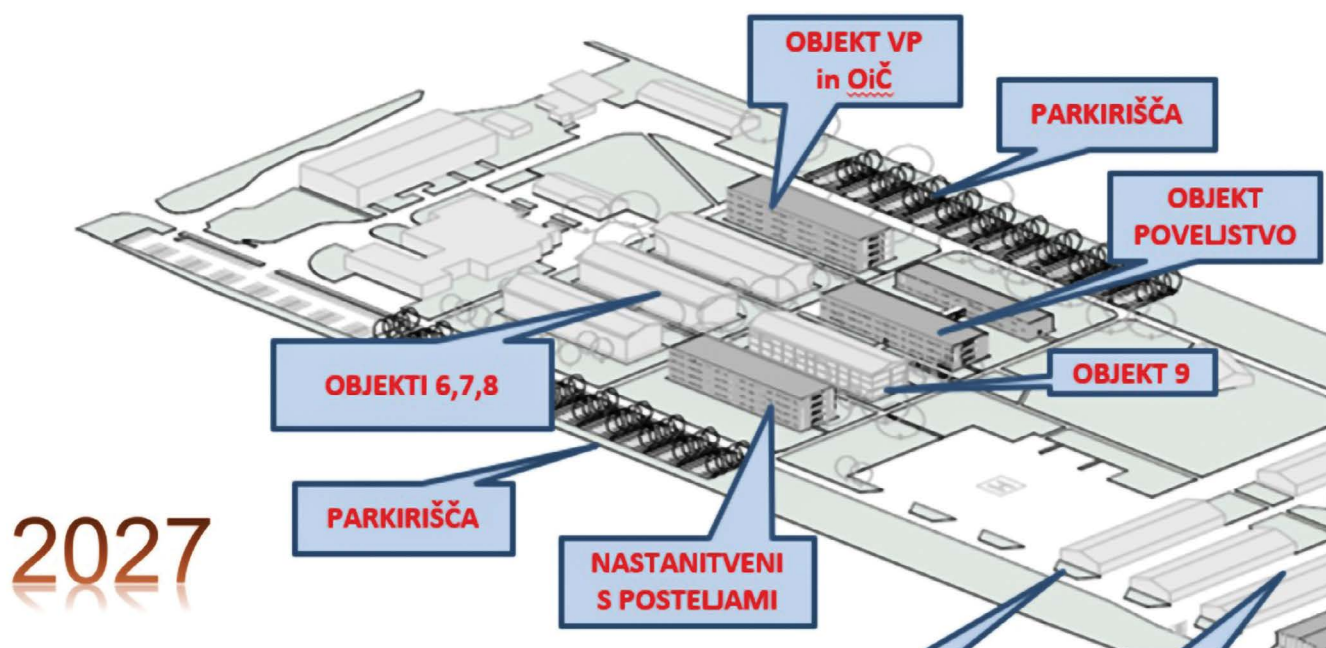 OBJEKT VP
in OiČ
PARKIRIŠČA
OBJEKT
POVELJSTVO
OBJEKTI 6,7,8
OBJEKT 9
PARKIRIŠČA
NASTANITVENI
S POSTELJAMI
2027
H